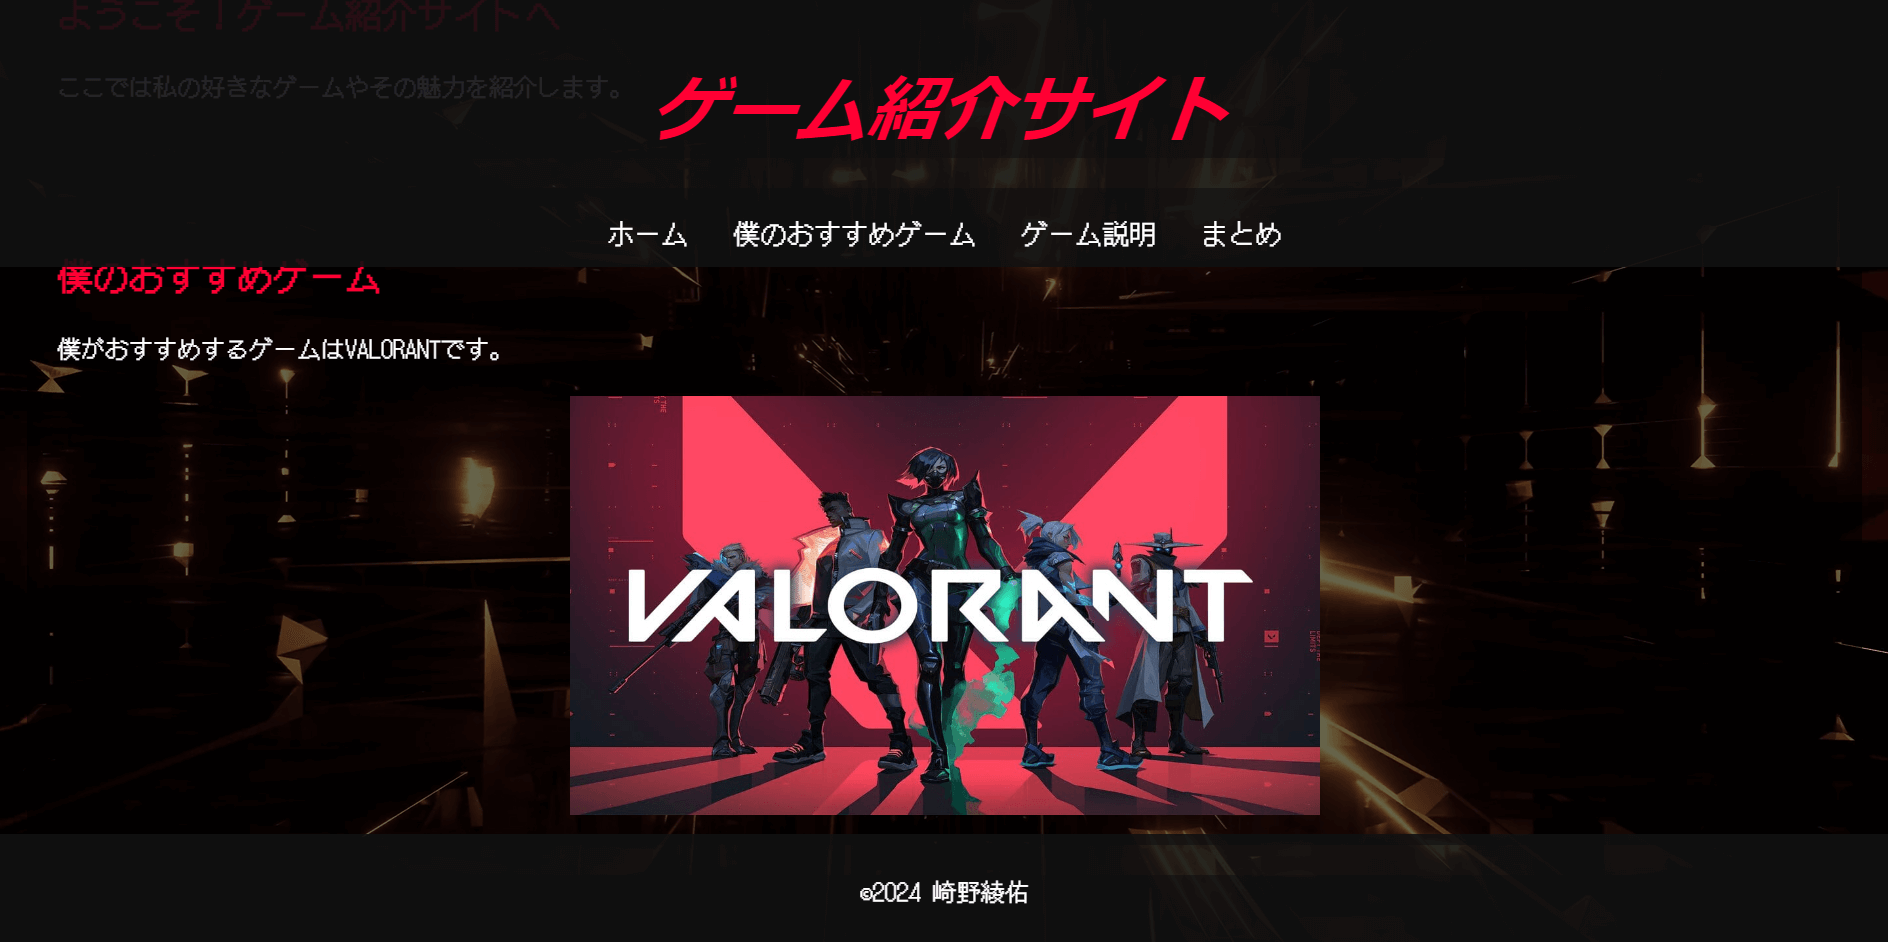 ようこそ！ゲーム紹介サイトへ
ここでは私の好きなゲームやその魅力を紹介します。
ゲーム紹介サイト
ホーム 僕のおすすめゲーム ゲーム説明 まとめ
僕のおすすめゲーム
僕がおすすめするゲームはVALORANTです。
VALORANT
©2024 崎野綾佑